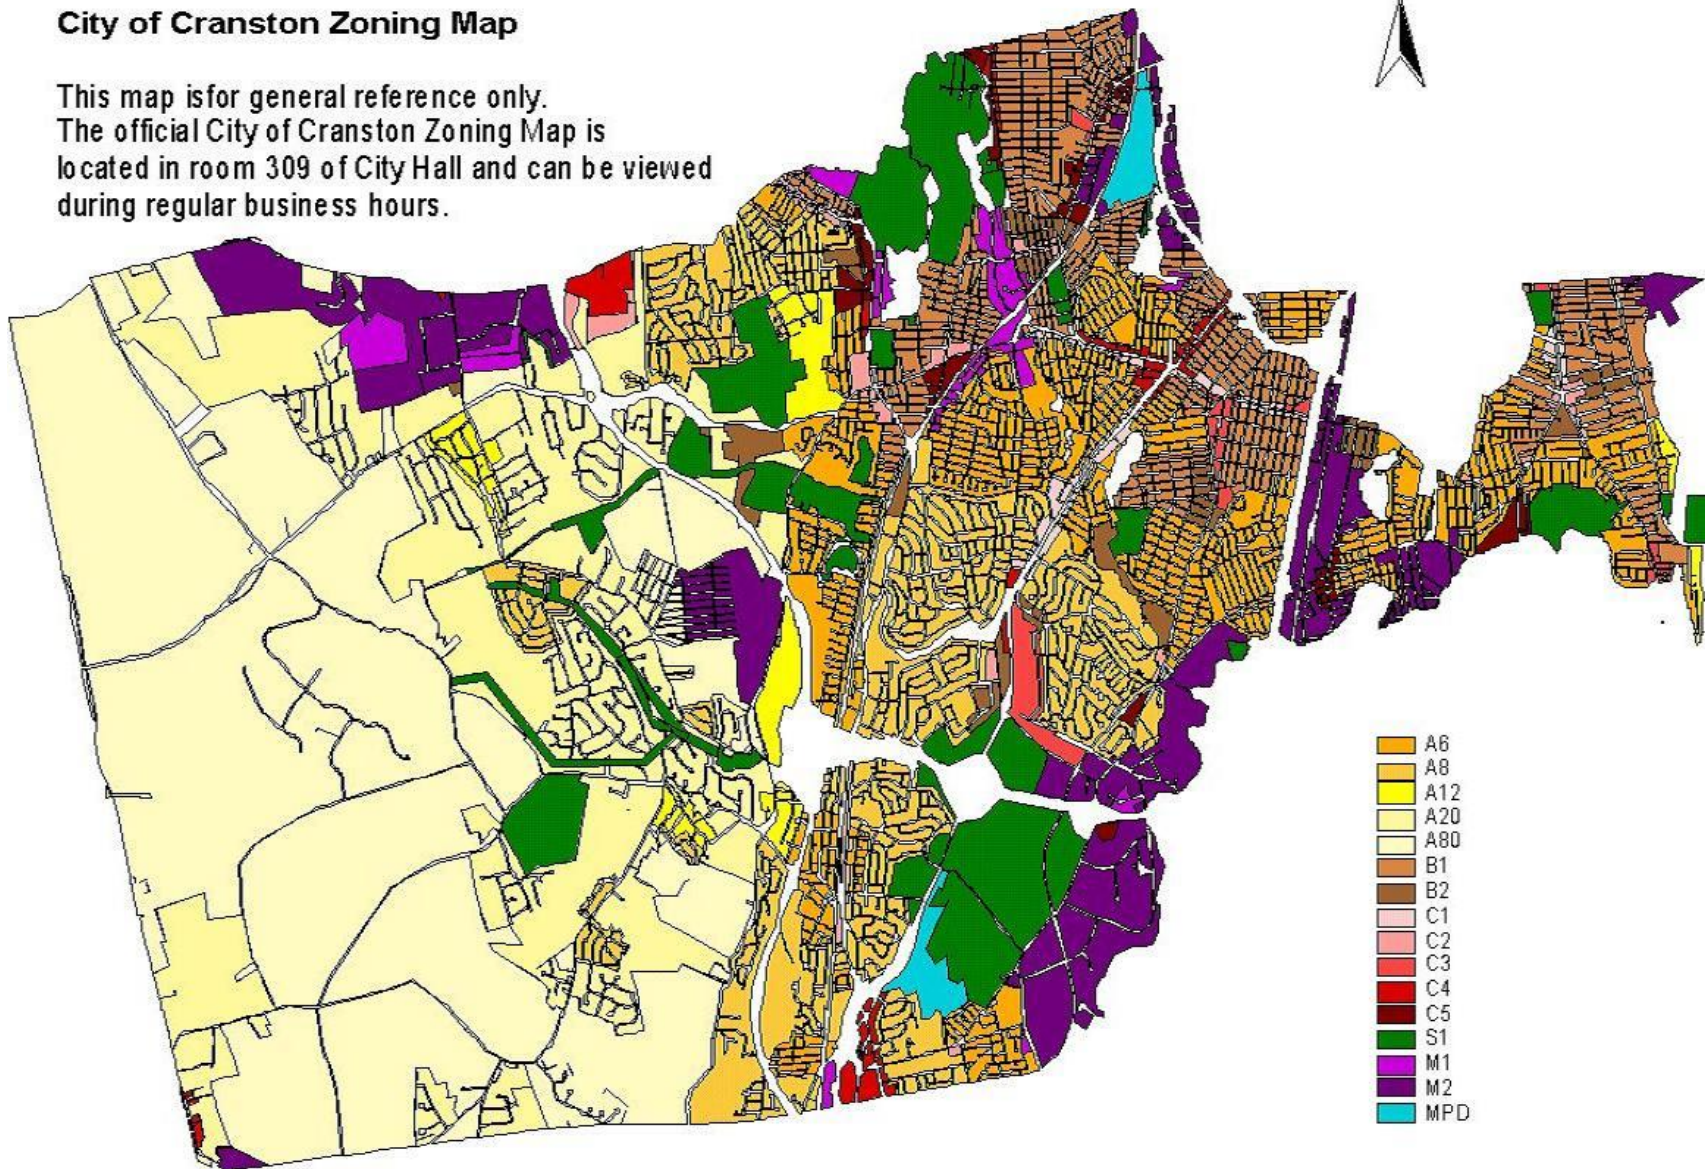 City of Cranston Zoning Map
This map isfor general reference only.
The official City of Cranston Zoning Map is
located in room 309 of City Hall and can be viewed
during regular business hours.
A6
A8
A12
A20
A80
B1
B2
C1
C2
C3
C4
C5
S1
M1
M2
MPD